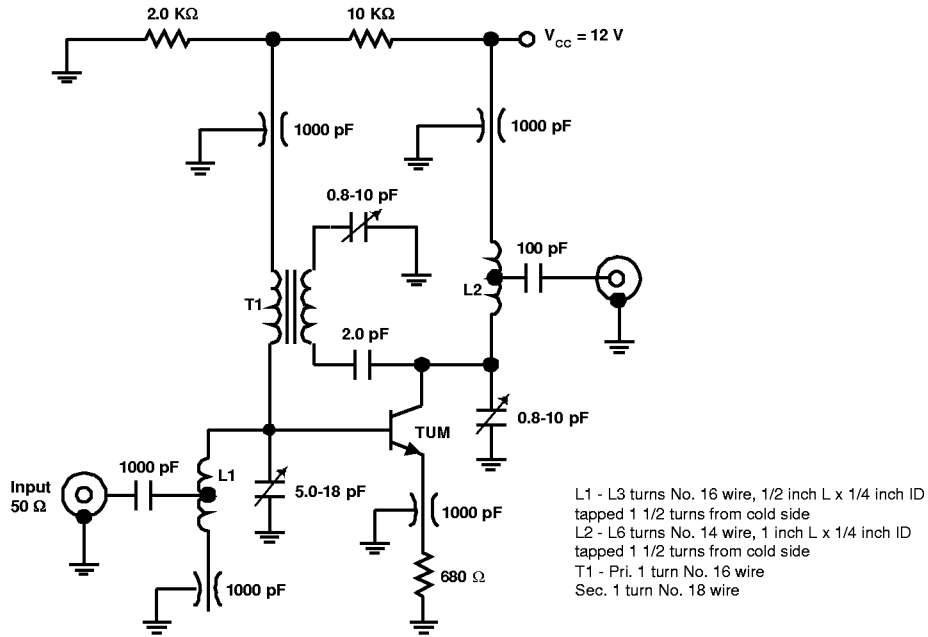 2.0 KΩ
10 KΩ
VCC = 12 V
1000 pF
1000 pF
0.8-10 pF
100 pF
T1
L2
2.0 pF
0.8-10 pF
TUM
1000 pF
L1
Input
50 Ω
5.0-18 pF
1000 pF
680 Ω
1000 pF
L1 - L3 turns No. 16 wire, 1/2 inch L x 1/4 inch ID
tapped 1 1/2 turns from cold side
L2 - L6 turns No. 14 wire, 1 inch L x 1/4 inch ID
tapped 1 1/2 turns from cold side
T1 - Pri. 1 turn No. 16 wire
Sec. 1 turn No. 18 wire